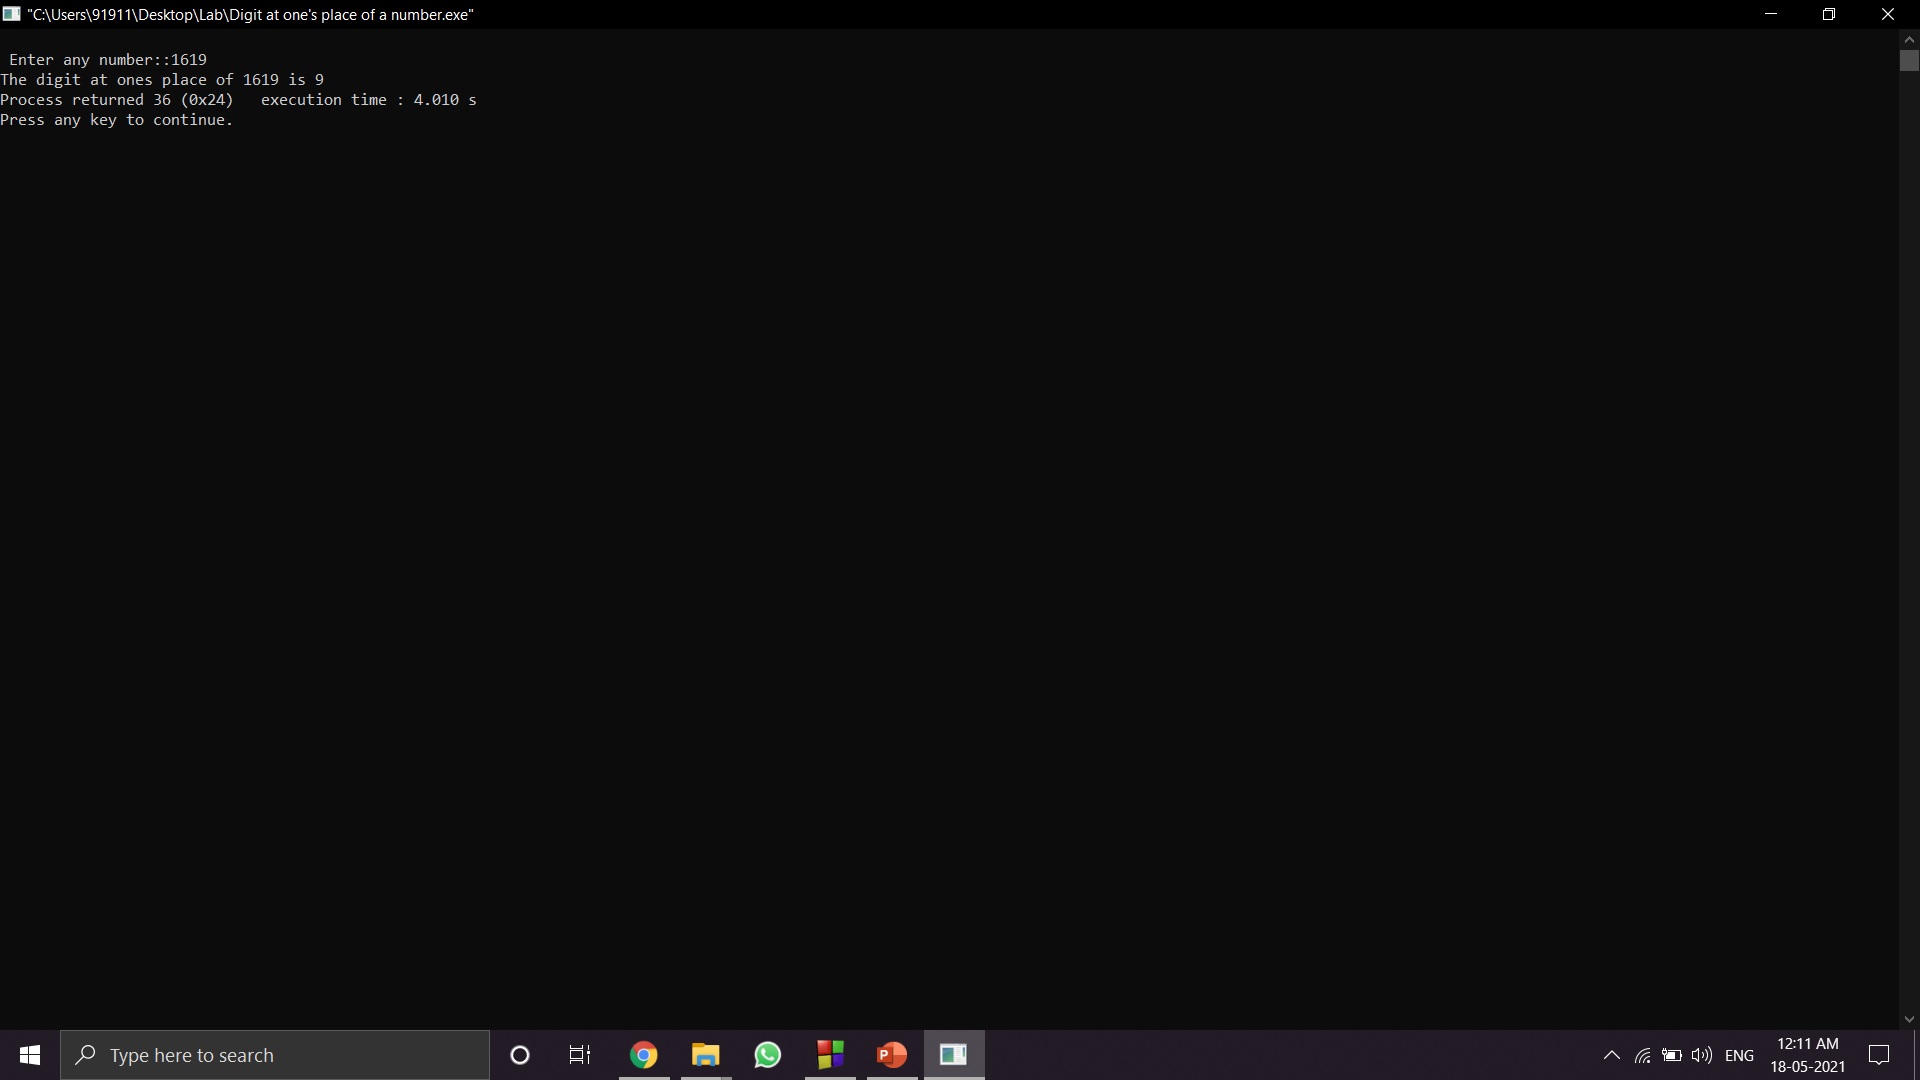 "C:\Users\91911\Desktop\Lab\Digit at one's place of a number.exe"
Enter any number::1619
The digit at ones place of 1619 is 9
Process returned 36 (0x24)   execution time : 4.010 s
Press any key to continue.
Type here to search
P
ENG
12:11 AM
18-05-2021